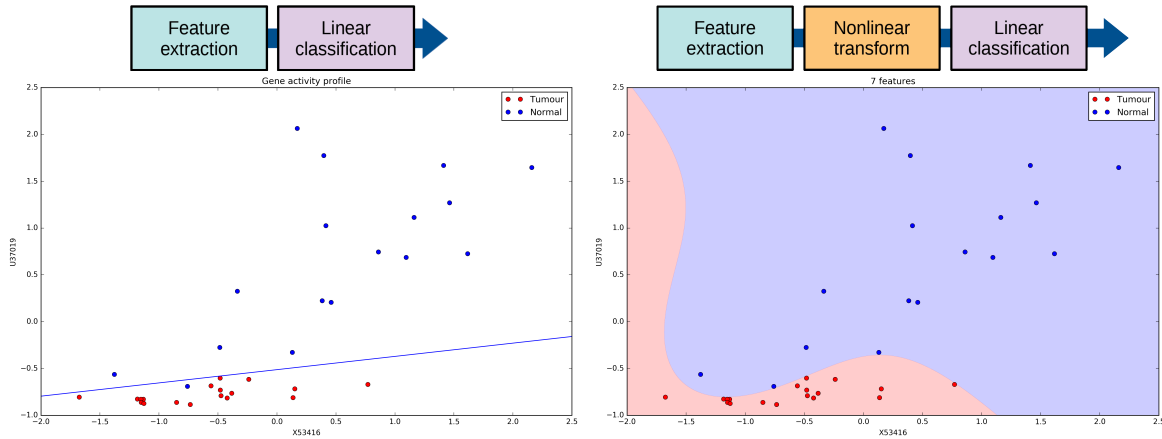 Feature
extraction
Linear
classification
Gene activity profile
Tumour
Normal
2.5
2.0
1.5
1.0
0.5
0.0
−0.5
−1.0
U37019
−2.0 −1.5 −1.0 −0.5 0.0 0.5 1.0 1.5 2.0 2.5
X53416
Feature
extraction
Nonlinear
transform
Linear
classification
7 features
Tumour
Normal
2.5
2.0
1.5
1.0
0.5
0.0
−0.5
−1.0
U37019
−2.0 −1.5 −1.0 −0.5 0.0 0.5 1.0 1.5 2.0 2.5
X53416